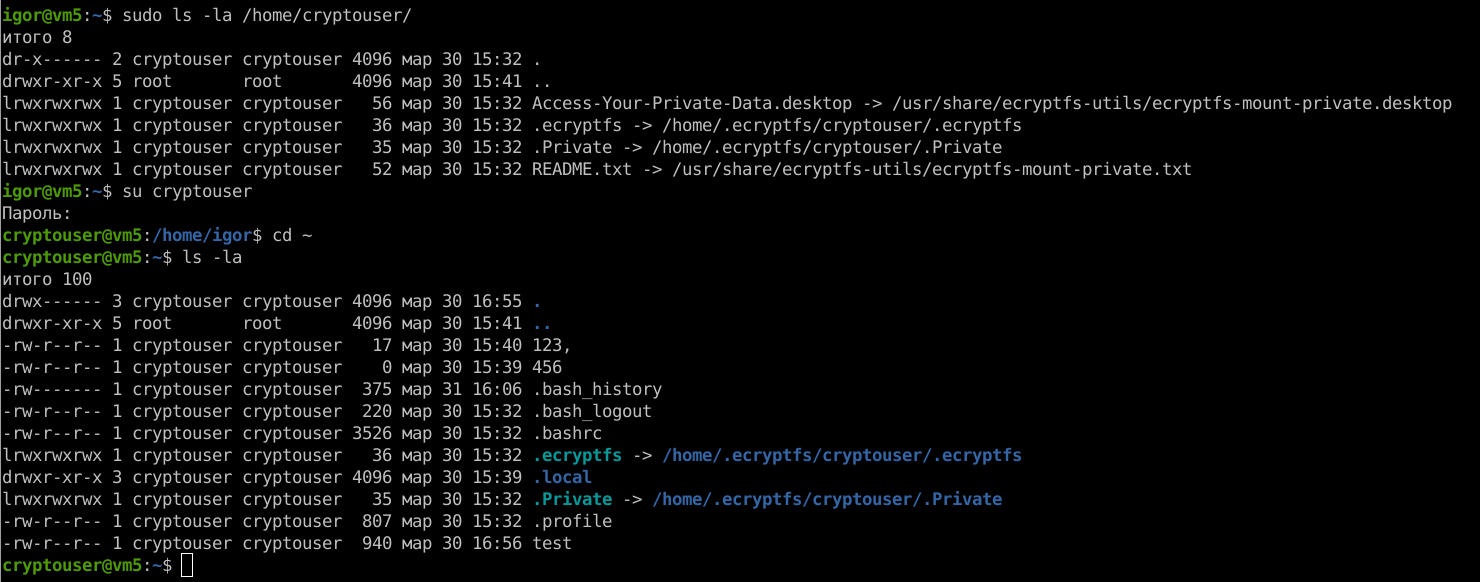 igor@vm5:~$ sudo ls -la /home/cryptouser/
итого 8
dr-x------ 2 cryptouser cryptouser 4096 мар 30 15:32 .
drwxr-xr-x 5 root       root       4096 мар 30 15:41 ..
lrwxrwxrwx 1 cryptouser cryptouser   56 мар 30 15:32 Access-Your-Private-Data.desktop -> /usr/share/ecryptfs-utils/ecryptfs-mount-private.desktop
lrwxrwxrwx 1 cryptouser cryptouser   36 мар 30 15:32 .ecryptfs -> /home/.ecryptfs/cryptouser/.ecryptfs
lrwxrwxrwx 1 cryptouser cryptouser   35 мар 30 15:32 .Private -> /home/.ecryptfs/cryptouser/.Private
lrwxrwxrwx 1 cryptouser cryptouser   52 мар 30 15:32 README.txt -> /usr/share/ecryptfs-utils/ecryptfs-mount-private.txt
igor@vm5:~$ su cryptouser
Пароль:
cryptouser@vm5:/home/igor$ cd ~
cryptouser@vm5:~$ ls -la
итого 100
drwx------ 3 cryptouser cryptouser 4096 мар 30 16:55 .
drwxr-xr-x 5 root       root       4096 мар 30 15:41 ..
-rw-r--r-- 1 cryptouser cryptouser   17 мар 30 15:40 123,
-rw-r--r-- 1 cryptouser cryptouser    0 мар 30 15:39 456
-rw------- 1 cryptouser cryptouser  375 мар 31 16:06 .bash_history
-rw-r--r-- 1 cryptouser cryptouser  220 мар 30 15:32 .bash_logout
-rw-r--r-- 1 cryptouser cryptouser 3526 мар 30 15:32 .bashrc
lrwxrwxrwx 1 cryptouser cryptouser   36 мар 30 15:32 .ecryptfs -> /home/.ecryptfs/cryptouser/.ecryptfs
drwxr-xr-x 3 cryptouser cryptouser 4096 мар 30 15:39 .local
lrwxrwxrwx 1 cryptouser cryptouser   35 мар 30 15:32 .Private -> /home/.ecryptfs/cryptouser/.Private
-rw-r--r-- 1 cryptouser cryptouser  807 мар 30 15:32 .profile
-rw-r--r-- 1 cryptouser cryptouser  940 мар 30 16:56 test
cryptouser@vm5:~$